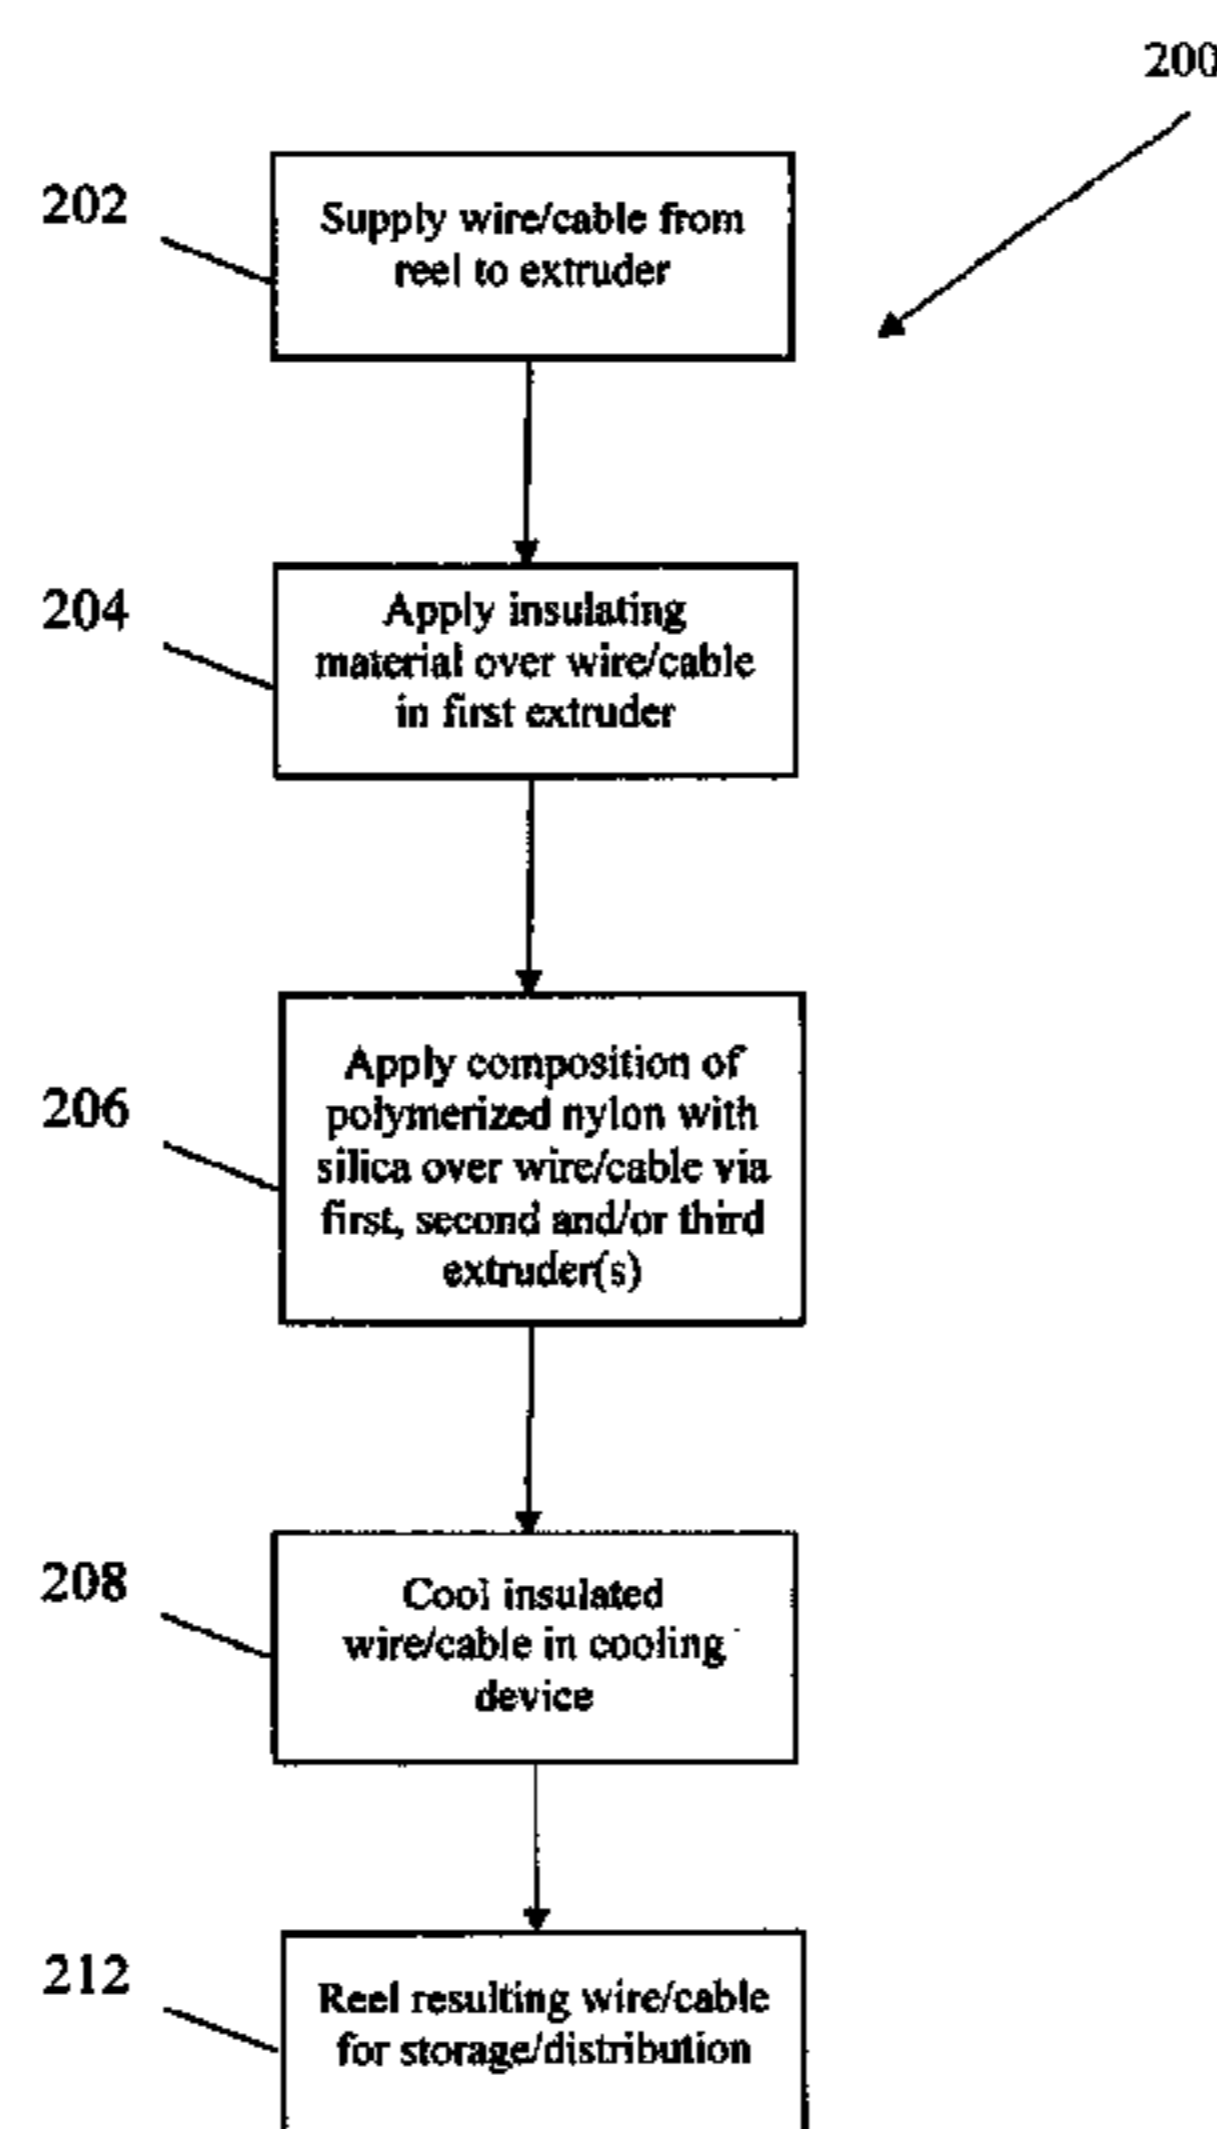 200
202
Supply wire/cable from
reel to extruder
204
Apply insulating
material over wire/cable
in first extruder
206
Apply composition of
polymerized nylon with
silica over wire/cable via
first, second and/or third
extruder(s)
208
Cool insulated
wire/cable in cooling
device
212
Reel resulting wire/cable
for storage/distribution